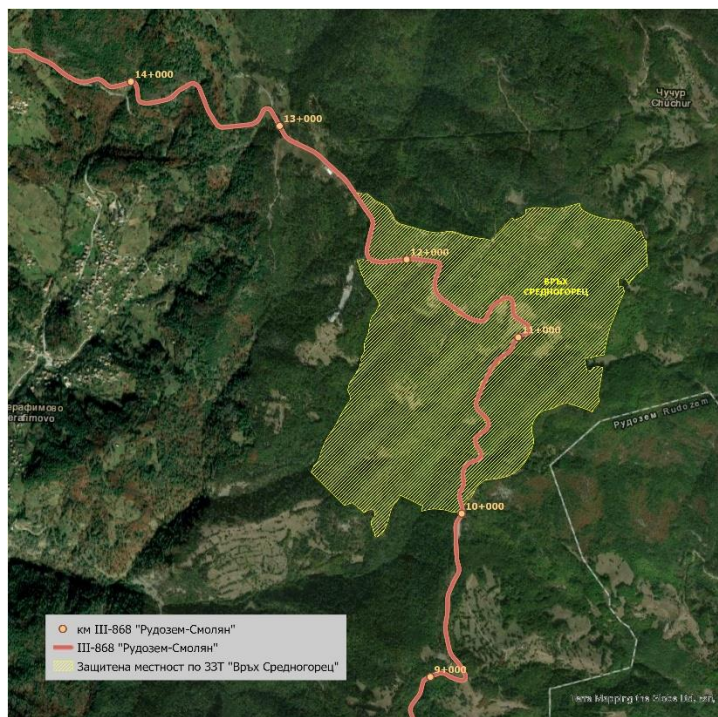 14+000
Чучур
Chuchur
13+000
12+000
ВРЪХ
СРЕДНОГОРЕЦ
11+000
Рудозем Rudozem
10+000
км III-868 "Рудозем-Смолян"
III-868 "Рудозем-Смолян"
Защитена местност по ЗЗТ "Връх Средногорец"
9+000